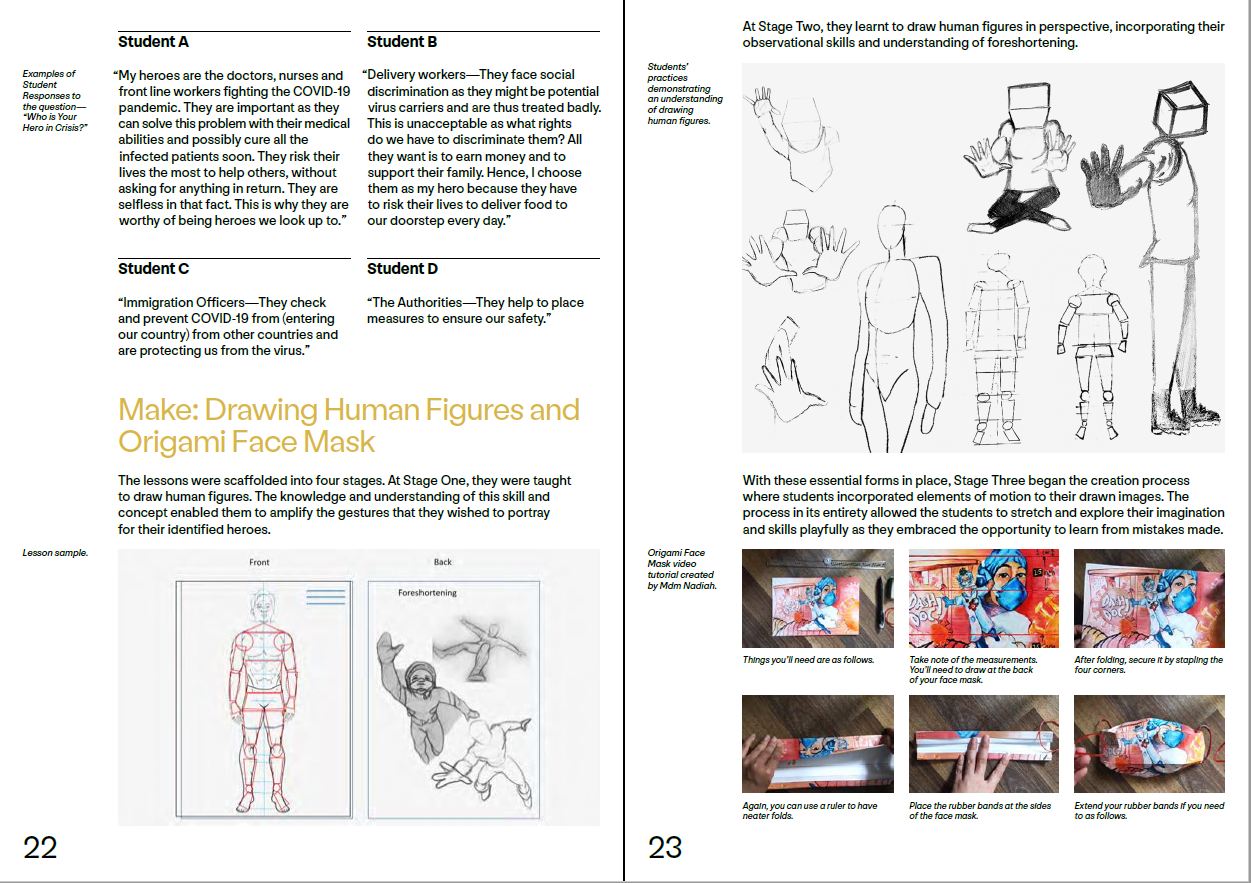 Student A
Examples of
Student
Responses to
the question—
“Who is Your
Hero in Crisis?”
“My heroes are the doctors, nurses and
front line workers fighting the COVID-19
pandemic. They are important as they
can solve this problem with their medical
abilities and possibly cure all the
infected patients soon. They risk their
lives the most to help others, without
asking for anything in return. They are
selfless in that fact. This is why they are
worthy of being heroes we look up to.”
Student B
“Delivery workers—They face social
discrimination as they might be potential
virus carriers and are thus treated badly.
This is unacceptable as what rights
do we have to discriminate them? All
they want is to earn money and to
support their family. Hence, I choose
them as my hero because they have
to risk their lives to deliver food to
our doorstep every day.”
Student C
“Immigration Officers—They check
and prevent COVID-19 from (entering
our country) from other countries and
are protecting us from the virus.”
Student D
“The Authorities—They help to place
measures to ensure our safety.”
Make: Drawing Human Figures and
Origami Face Mask
The lessons were scaffolded into four stages. At Stage One, they were taught
to draw human figures. The knowledge and understanding of this skill and
concept enabled them to amplify the gestures that they wished to portray
for their identified heroes.
Lesson sample.
Front
Back
Foreshortening
22
At Stage Two, they learnt to draw human figures in perspective, incorporating their
observational skills and understanding of foreshortening.
Students’
practices
demonstrating
an understanding
of drawing
human figures.
With these essential forms in place, Stage Three began the creation process
where students incorporated elements of motion to their drawn images. The
process in its entirety allowed the students to stretch and explore their imagination
and skills playfully as they embraced the opportunity to learn from mistakes made.
Origami Face
Mask video
tutorial created
by Mdm Nadiah.
DASH
DOC!
Things you’ll need are as follows.
Take note of the measurements.
You’ll need to draw at the back
of your face mask.
After folding, secure it by stapling the
four corners.
Again, you can use a ruler to have
neater folds.
Place the rubber bands at the sides
of the face mask.
Extend your rubber bands if you need
to as follows.
23